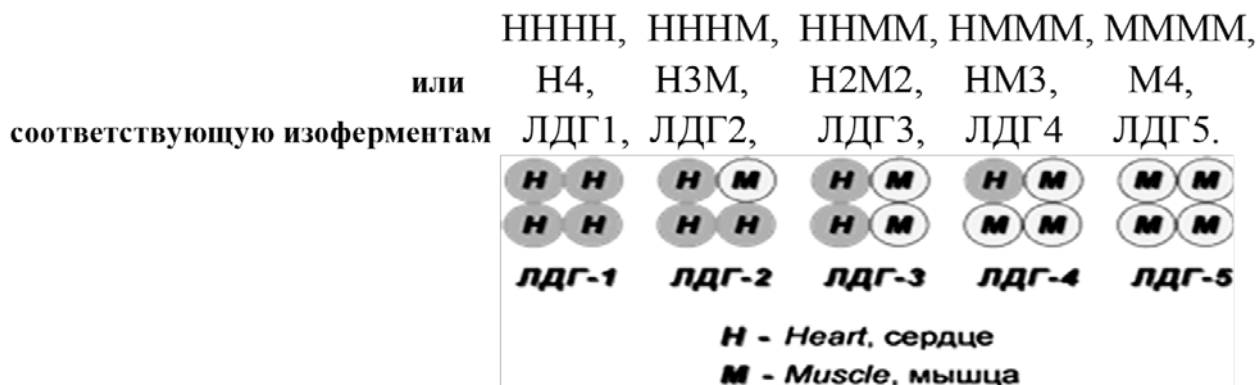 НННН, НННМ, ННММ, НМММ, ММММ,
или Н4, Н3М, Н2М2, НМ3, М4,
соответствующую изоферментам ЛДГ1, ЛДГ2, ЛДГ3, ЛДГ4 ЛДГ5.
Н Н Н М Н М Н М М М
Н Н Н Н Н М М М М М
ЛДГ-1 ЛДГ-2 ЛДГ-3 ЛДГ-4 ЛДГ-5
H - Heart, сердце
M - Muscle, мышца